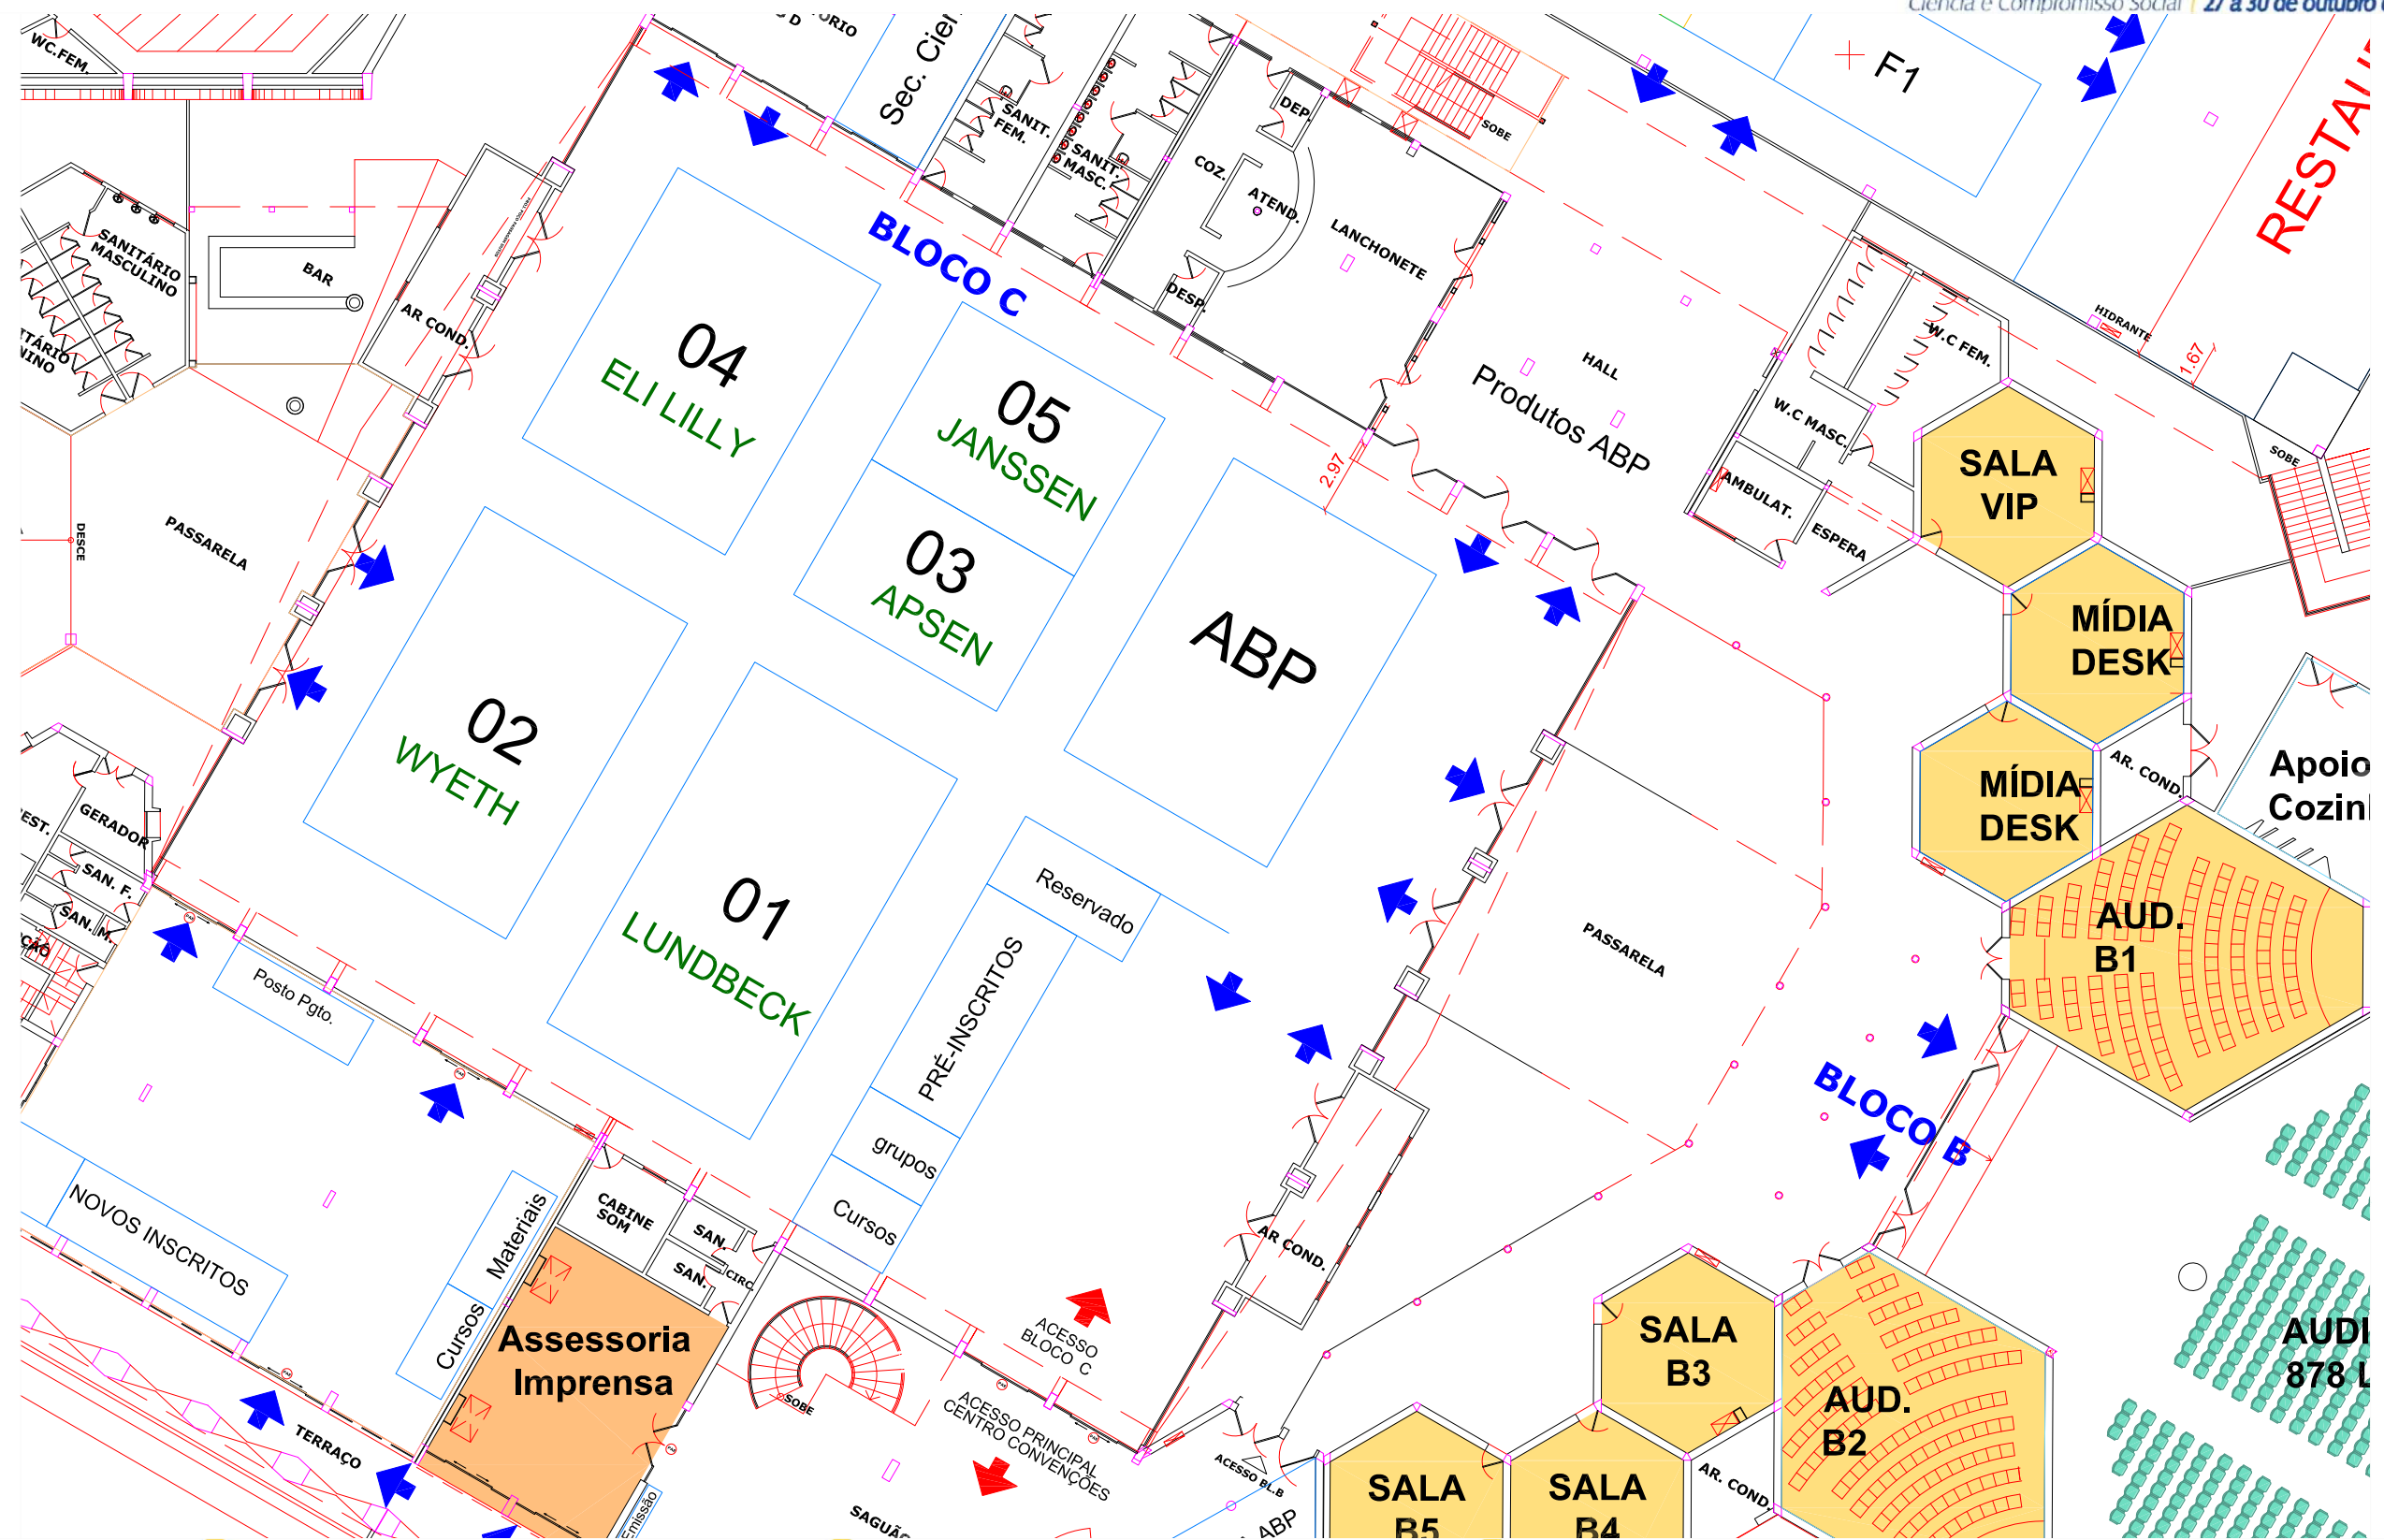 Ciência e Compromisso Social | 27 a 30 de outubro
WC.FEM.
Sec. Cien
SANIT.
FEM.
SANIT.
MASC.
DEP.
COZ.
ATEND.
LANCHONETE
DESP.
SOBE
F1
RESTAU
SANITÁRIO
MASCULINO
BAR
AR COND.
BLOCO C
HALL
Produtos ABP
HIDRANTE
1.67
W.C FEM.
W.C MASC.
AMBULAT.
ESPERA
SOBE
SALA
VIP
04
ELI LILLY
05
JANSSEN
2.97
03
APSEN
ABP
DESCE
PASSARELA
MÍDIA
DESK
02
WYETH
MÍDIA
DESK
AR. COND.
Apoio
Cozin
GERADOR
SAN. F.
SAN. M.
01
LUNDBECK
Reservado
PRÉ-INSCRITOS
grupos
Cursos
PASSARELA
AUD.
B1
Posto Pgto.
BLOCO B
NOVOS INSCRITOS
Materiais
Cursos
CABINE
SOM
SAN.
SAN.
CIRC
AR COND.
Assessoria
Imprensa
SOBE
ACESSO
BLOCO C
ACESSO PRINCIPAL
CENTRO CONVENÇÕES
TERRAÇO
SALA
B3
AUD.
B2
AUDI
878 L
AR. COND.
ACESSO BL.B
SALA
B5
SALA
B4
SAGUÃO
ABP